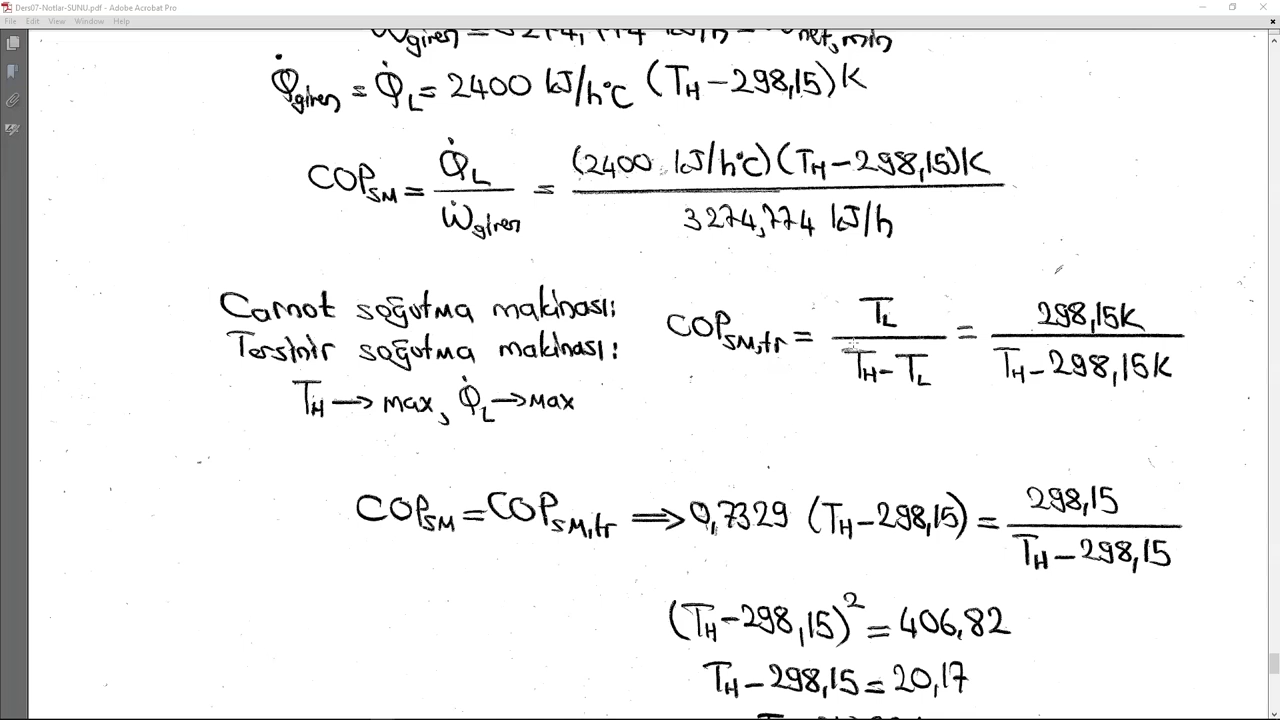 Ders07-Notlar-SUNU.pdf - Adobe Acrobat Pro
File Edit View Window Help
Q̇giren = Q̇L = 2400 kJ/h°C (TH − 298,15)K
COPSM = Q̇L / Ẇgiren = (2400 kJ/h°C)(TH − 298,15)K / 3274,774 kJ/h
Carnot soğutma makinası:
Tersinir soğutma makinası:
COPSM,tr = TL / TH − TL = 298,15K / TH − 298,15K
TH → max, Q̇L → max
COPSM = COPSM,tr ⟹ 0,7329 (TH − 298,15) = 298,15 / TH − 298,15
(TH − 298,15)² = 406,82
TH − 298,15 = 20,17